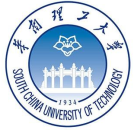 華南理工大學
1934
SOUTH CHINA UNIVERSITY OF TECHNOLOGY